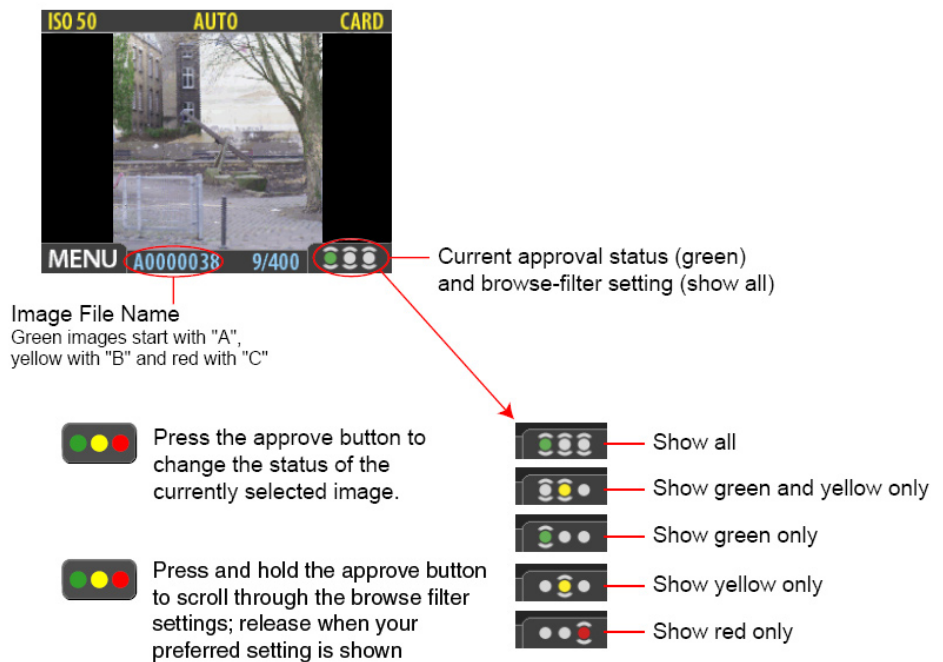 ISO 50 AUTO CARD
MENU A0000038 9/400
Current approval status (green)
and browse-filter setting (show all)
Image File Name
Green images start with "A",
yellow with "B" and red with "C"
Press the approve button to
change the status of the
currently selected image.
Press and hold the approve button
to scroll through the browse filter
settings; release when your
preferred setting is shown
Show all
Show green and yellow only
Show green only
Show yellow only
Show red only